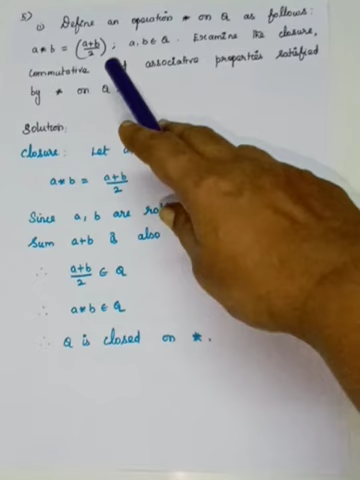 5)
(i) Define an operation * on Q as follows:
a * b = (a+b/2); a, b ∈ Q. Examine the closure,
Commutative associative properties satisfied
by * on Q
Solution:
Closure: Let
a * b = a+b/2
Since a, b are
Sum a+b is also
∴ a+b/2 ∈ Q
∴ a * b ∈ Q
∴ Q is closed on *.